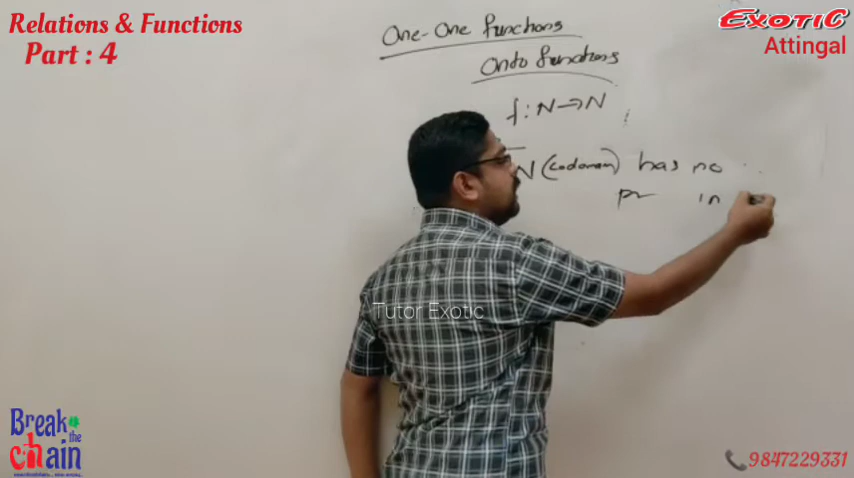 Relations & Functions
Part : 4
EXOTIC
Attingal
One-One functions
Onto functions
f : N → N
N (codomain) has no
in
Tutor Exotic
Break
the
chain
9847229331